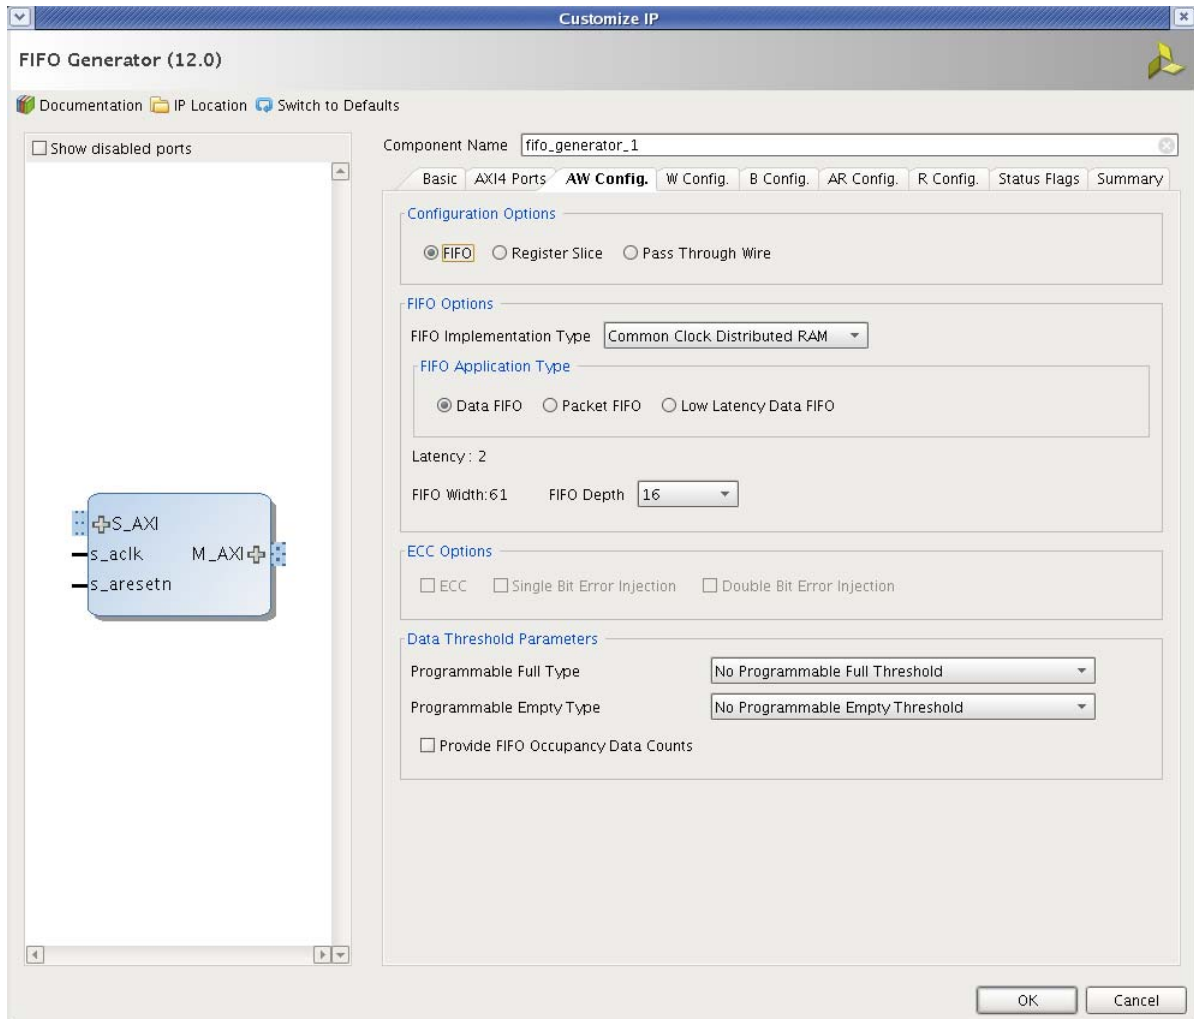 Customize IP
FIFO Generator (12.0)
Documentation IP Location Switch to Defaults
Show disabled ports
Component Name fifo_generator_1
Basic AXI4 Ports AW Config. W Config. B Config. AR Config. R Config. Status Flags Summary
Configuration Options
FIFO Register Slice Pass Through Wire
FIFO Options
FIFO Implementation Type Common Clock Distributed RAM
FIFO Application Type
Data FIFO Packet FIFO Low Latency Data FIFO
Latency : 2
FIFO Width:61 FIFO Depth 16
S_AXI
s_aclk M_AXI
s_aresetn
ECC Options
ECC Single Bit Error Injection Double Bit Error Injection
Data Threshold Parameters
Programmable Full Type No Programmable Full Threshold
Programmable Empty Type No Programmable Empty Threshold
Provide FIFO Occupancy Data Counts
OK Cancel